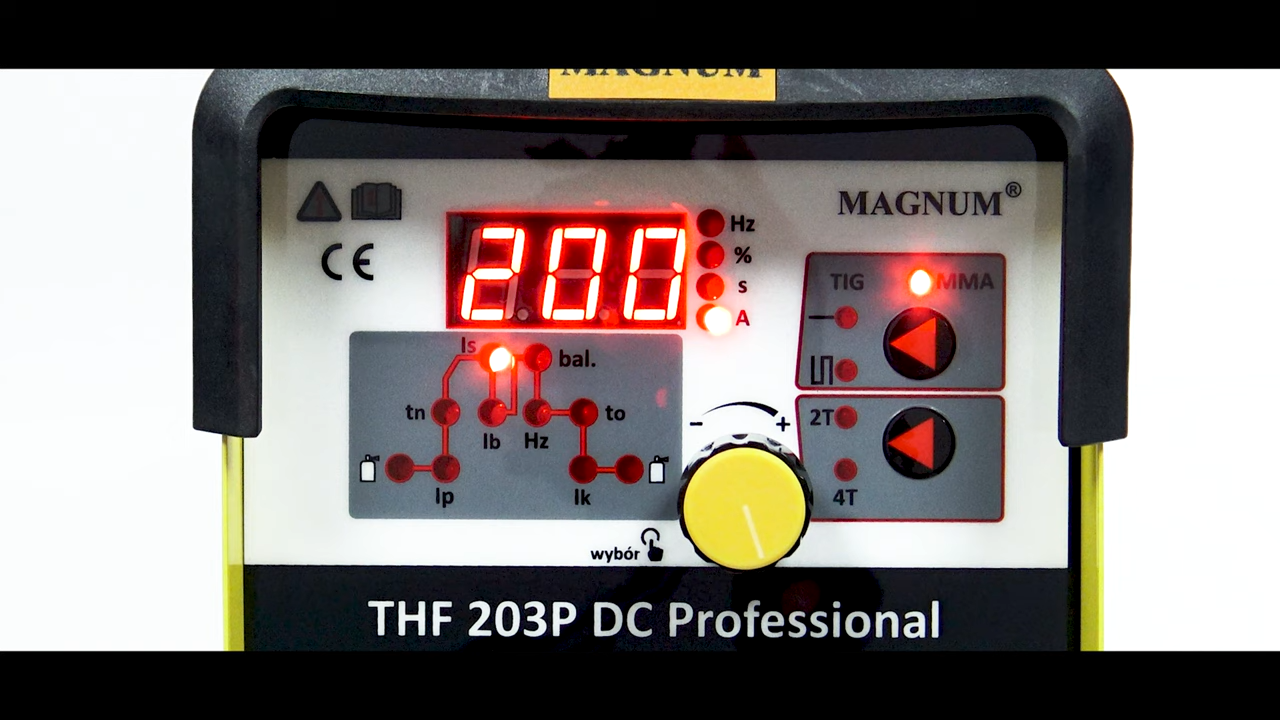 MAGNUM
MAGNUM®
CE
200
Hz
%
s
A
TIG
MMA
Is
bal.
tn
Ib
Hz
to
2T
Ip
Ik
4T
wybór
- +
THF 203P DC Professional